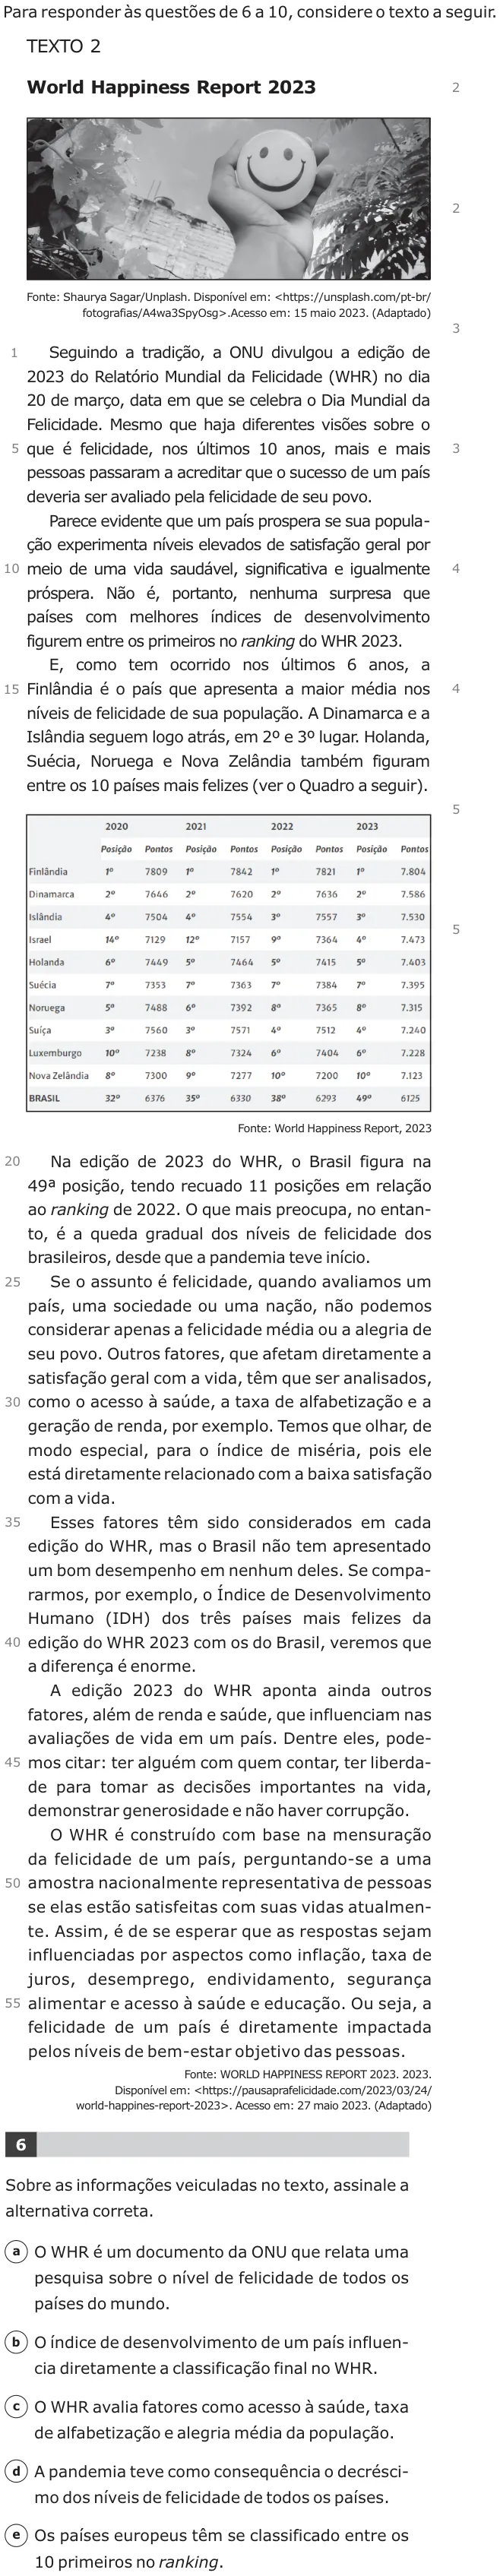 Para responder às questões de 6 a 10, considere o texto a seguir.
TEXTO 2
World Happiness Report 2023
2
2
Fonte: Shaurya Sagar/Unplash. Disponível em: <https://unsplash.com/pt-br/
fotografias/A4wa3SpyOsg>.Acesso em: 15 maio 2023. (Adaptado)
3
1 Seguindo a tradição, a ONU divulgou a edição de
2023 do Relatório Mundial da Felicidade (WHR) no dia
20 de março, data em que se celebra o Dia Mundial da
Felicidade. Mesmo que haja diferentes visões sobre o
5 que é felicidade, nos últimos 10 anos, mais e mais 3
pessoas passaram a acreditar que o sucesso de um país
deveria ser avaliado pela felicidade de seu povo.
Parece evidente que um país prospera se sua popula-
ção experimenta níveis elevados de satisfação geral por
10 meio de uma vida saudável, significativa e igualmente 4
próspera. Não é, portanto, nenhuma surpresa que
países com melhores índices de desenvolvimento
figurem entre os primeiros no ranking do WHR 2023.
E, como tem ocorrido nos últimos 6 anos, a
15 Finlândia é o país que apresenta a maior média nos 4
níveis de felicidade de sua população. A Dinamarca e a
Islândia seguem logo atrás, em 2º e 3º lugar. Holanda,
Suécia, Noruega e Nova Zelândia também figuram
entre os 10 países mais felizes (ver o Quadro a seguir).
5
2020 2021 2022 2023
Posição Pontos Posição Pontos Posição Pontos Posição Pontos
Finlândia 1º 7809 1º 7842 1º 7821 1º 7.804
Dinamarca 2º 7646 2º 7620 2º 7636 2º 7.586
Islândia 4º 7504 4º 7554 3º 7557 3º 7.530
5
Israel 14º 7129 12º 7157 9º 7364 4º 7.473
Holanda 6º 7449 5º 7464 5º 7415 5º 7.403
Suécia 7º 7353 7º 7363 7º 7384 7º 7.395
Noruega 5º 7488 6º 7392 8º 7365 8º 7.315
Suíça 3º 7560 3º 7571 4º 7512 4º 7.240
Luxemburgo 10º 7238 8º 7324 6º 7404 6º 7.228
Nova Zelândia 8º 7300 9º 7277 10º 7200 10º 7.123
BRASIL 32º 6376 35º 6330 38º 6293 49º 6125
Fonte: World Happiness Report, 2023
20 Na edição de 2023 do WHR, o Brasil figura na
49ª posição, tendo recuado 11 posições em relação
ao ranking de 2022. O que mais preocupa, no entan-
to, é a queda gradual dos níveis de felicidade dos
brasileiros, desde que a pandemia teve início.
25 Se o assunto é felicidade, quando avaliamos um
país, uma sociedade ou uma nação, não podemos
considerar apenas a felicidade média ou a alegria de
seu povo. Outros fatores, que afetam diretamente a
satisfação geral com a vida, têm que ser analisados,
30 como o acesso à saúde, a taxa de alfabetização e a
geração de renda, por exemplo. Temos que olhar, de
modo especial, para o índice de miséria, pois ele
está diretamente relacionado com a baixa satisfação
com a vida.
35 Esses fatores têm sido considerados em cada
edição do WHR, mas o Brasil não tem apresentado
um bom desempenho em nenhum deles. Se compa-
rarmos, por exemplo, o Índice de Desenvolvimento
Humano (IDH) dos três países mais felizes da
40 edição do WHR 2023 com os do Brasil, veremos que
a diferença é enorme.
A edição 2023 do WHR aponta ainda outros
fatores, além de renda e saúde, que influenciam nas
avaliações de vida em um país. Dentre eles, pode-
45 mos citar: ter alguém com quem contar, ter liberda-
de para tomar as decisões importantes na vida,
demonstrar generosidade e não haver corrupção.
O WHR é construído com base na mensuração
da felicidade de um país, perguntando-se a uma
50 amostra nacionalmente representativa de pessoas
se elas estão satisfeitas com suas vidas atualmen-
te. Assim, é de se esperar que as respostas sejam
influenciadas por aspectos como inflação, taxa de
juros, desemprego, endividamento, segurança
55 alimentar e acesso à saúde e educação. Ou seja, a
felicidade de um país é diretamente impactada
pelos níveis de bem-estar objetivo das pessoas.
Fonte: WORLD HAPPINESS REPORT 2023. 2023.
Disponível em: <https://pausaprafelicidade.com/2023/03/24/
world-happines-report-2023>. Acesso em: 27 maio 2023. (Adaptado)
6
Sobre as informações veiculadas no texto, assinale a
alternativa correta.
a O WHR é um documento da ONU que relata uma
pesquisa sobre o nível de felicidade de todos os
países do mundo.
b O índice de desenvolvimento de um país influen-
cia diretamente a classificação final no WHR.
c O WHR avalia fatores como acesso à saúde, taxa
de alfabetização e alegria média da população.
d A pandemia teve como consequência o decrésci-
mo dos níveis de felicidade de todos os países.
e Os países europeus têm se classificado entre os
10 primeiros no ranking.